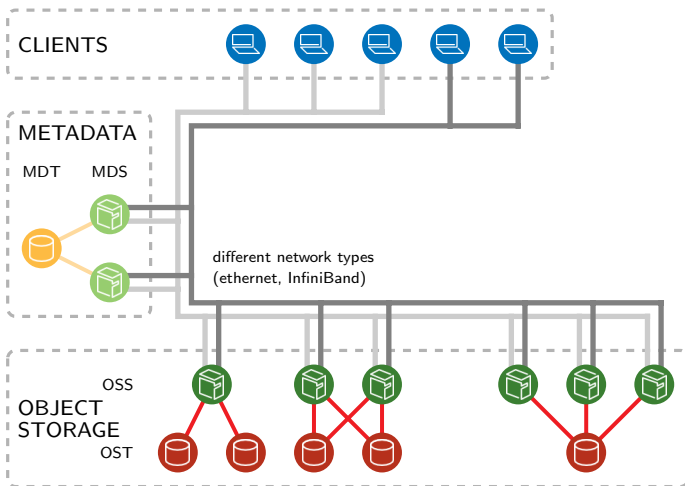 CLIENTS
METADATA
MDT MDS
different network types
(ethernet, InfiniBand)
OSS
OBJECT
STORAGE
OST